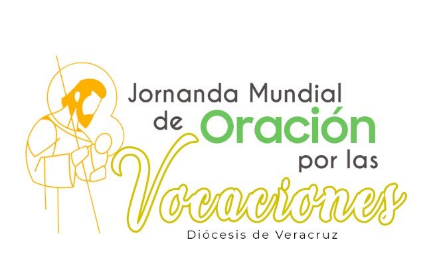 Jornanda Mundial
de Oración
por las
Vocaciones
Diócesis de Veracruz